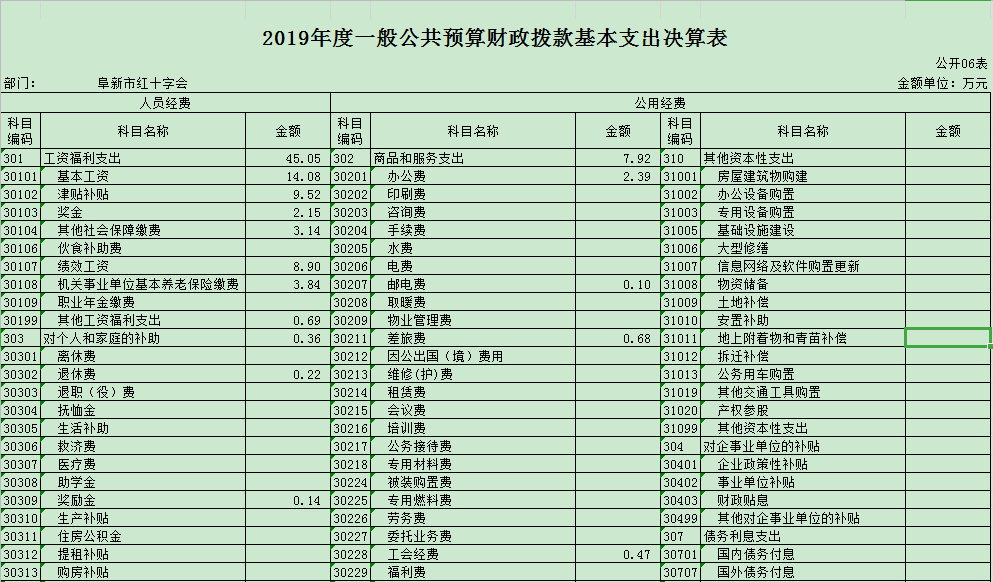 2019年度一般公共预算财政拨款基本支出决算表
公开06表
部门： 阜新市红十字会 金额单位：万元
人员经费 公用经费
科目编码 科目名称 金额 科目编码 科目名称 金额 科目编码 科目名称 金额
301 工资福利支出 45.05 302 商品和服务支出 7.92 310 其他资本性支出
30101 基本工资 14.08 30201 办公费 2.39 31001 房屋建筑物购建
30102 津贴补贴 9.52 30202 印刷费 31002 办公设备购置
30103 奖金 2.15 30203 咨询费 31003 专用设备购置
30104 其他社会保障缴费 3.14 30204 手续费 31005 基础设施建设
30106 伙食补助费 30205 水费 31006 大型修缮
30107 绩效工资 8.90 30206 电费 31007 信息网络及软件购置更新
30108 机关事业单位基本养老保险缴费 3.84 30207 邮电费 0.10 31008 物资储备
30109 职业年金缴费 30208 取暖费 31009 土地补偿
30199 其他工资福利支出 0.69 30209 物业管理费 31010 安置补助
303 对个人和家庭的补助 0.36 30211 差旅费 0.68 31011 地上附着物和青苗补偿
30301 离休费 30212 因公出国（境）费用 31012 拆迁补偿
30302 退休费 0.22 30213 维修(护)费 31013 公务用车购置
30303 退职（役）费 30214 租赁费 31019 其他交通工具购置
30304 抚恤金 30215 会议费 31020 产权参股
30305 生活补助 30216 培训费 31099 其他资本性支出
30306 救济费 30217 公务接待费 304 对企事业单位的补贴
30307 医疗费 30218 专用材料费 30401 企业政策性补贴
30308 助学金 30224 被装购置费 30402 事业单位补贴
30309 奖励金 0.14 30225 专用燃料费 30403 财政贴息
30310 生产补贴 30226 劳务费 30499 其他对企事业单位的补贴
30311 住房公积金 30227 委托业务费 307 债务利息支出
30312 提租补贴 30228 工会经费 0.47 30701 国内债务付息
30313 购房补贴 30229 福利费 30707 国外债务付息